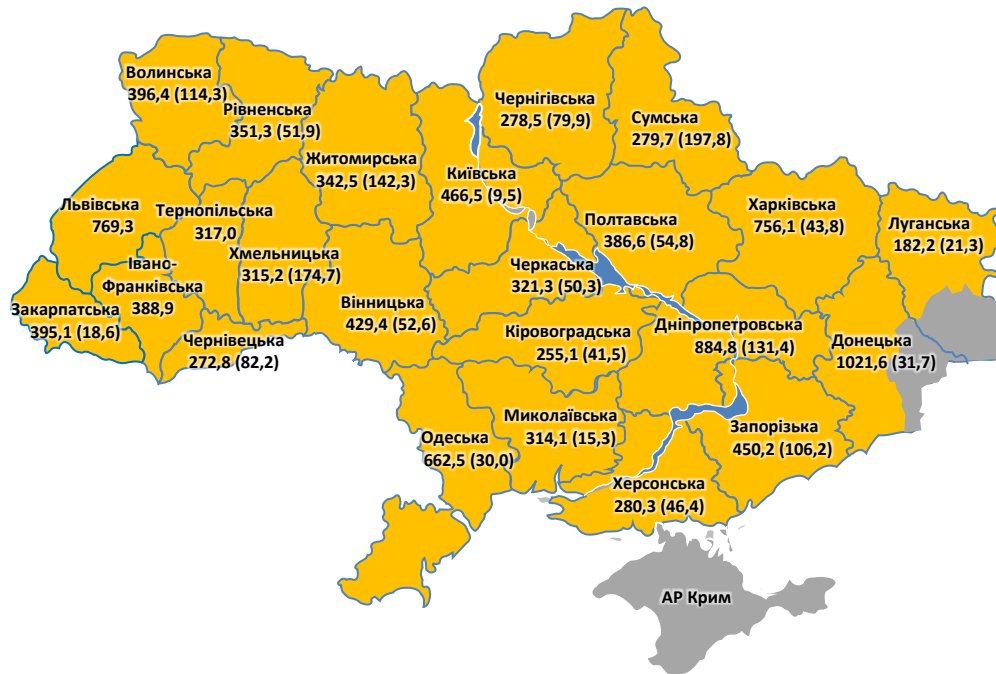 Волинська
396,4 (114,3)
Рівненська
351,3 (51,9)
Житомирська
342,5 (142,3)
Київська
466,5 (9,5)
Чернігівська
278,5 (79,9)
Сумська
279,7 (197,8)
Львівська
769,3
Тернопільська
317,0
Хмельницька
315,2 (174,7)
Івано-
Франківська
388,9
Закарпатська
395,1 (18,6)
Чернівецька
272,8 (82,2)
Вінницька
429,4 (52,6)
Черкаська
321,3 (50,3)
Полтавська
386,6 (54,8)
Харківська
756,1 (43,8)
Луганська
182,2 (21,3)
Кіровоградська
255,1 (41,5)
Дніпропетровська
884,8 (131,4)
Донецька
1021,6 (31,7)
Одеська
662,5 (30,0)
Миколаївська
314,1 (15,3)
Запорізька
450,2 (106,2)
Херсонська
280,3 (46,4)
АР Крим